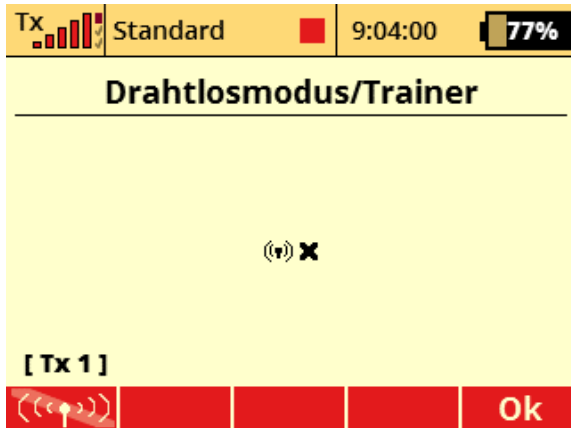 Tx Standard 9:04:00 77%
Drahtlosmodus/Trainer
[ Tx 1 ]
Ok